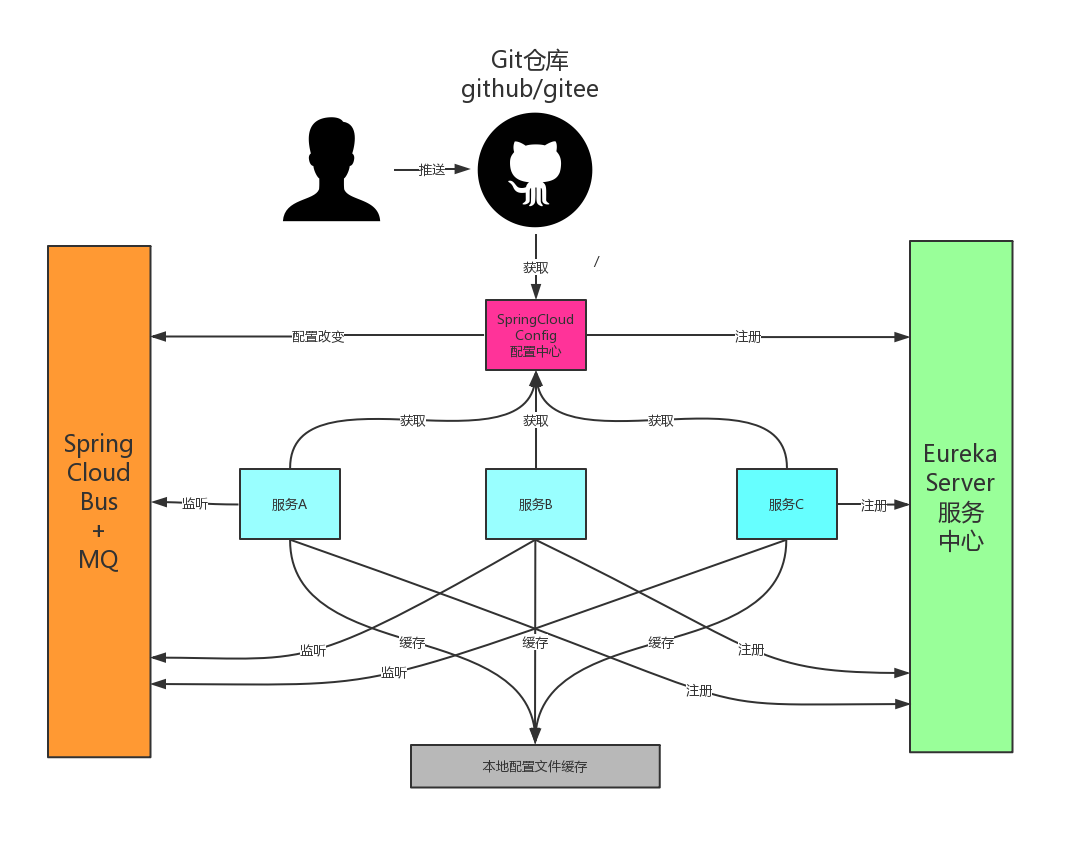 Git仓库
github/gitee
推送
获取
/
SpringCloud
Config
配置中心
配置改变
注册
获取
获取
获取
Spring
Cloud
Bus
+
MQ
Eureka
Server
服务
中心
监听
服务A
服务B
服务C
注册
监听
缓存
缓存
缓存
注册
监听
注册
本地配置文件缓存